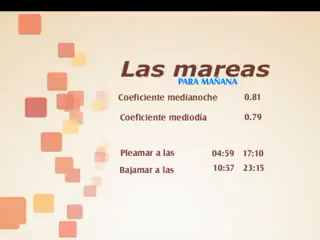 Las mareas
PARA MAÑANA
Coeficiente medianoche 0.81
Coeficiente mediodía 0.79
Pleamar a las 04:59 17:10
Bajamar a las 10:57 23:15